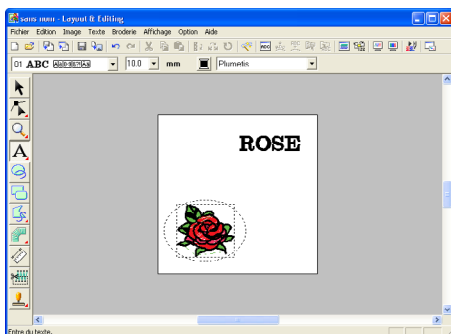 sans nom - Layout & Editing
Fichier Edition Image Texte Broderie Affichage Option Aide
01 ABC 10.0 mm Plumetis
ROSE
Entre du texte.